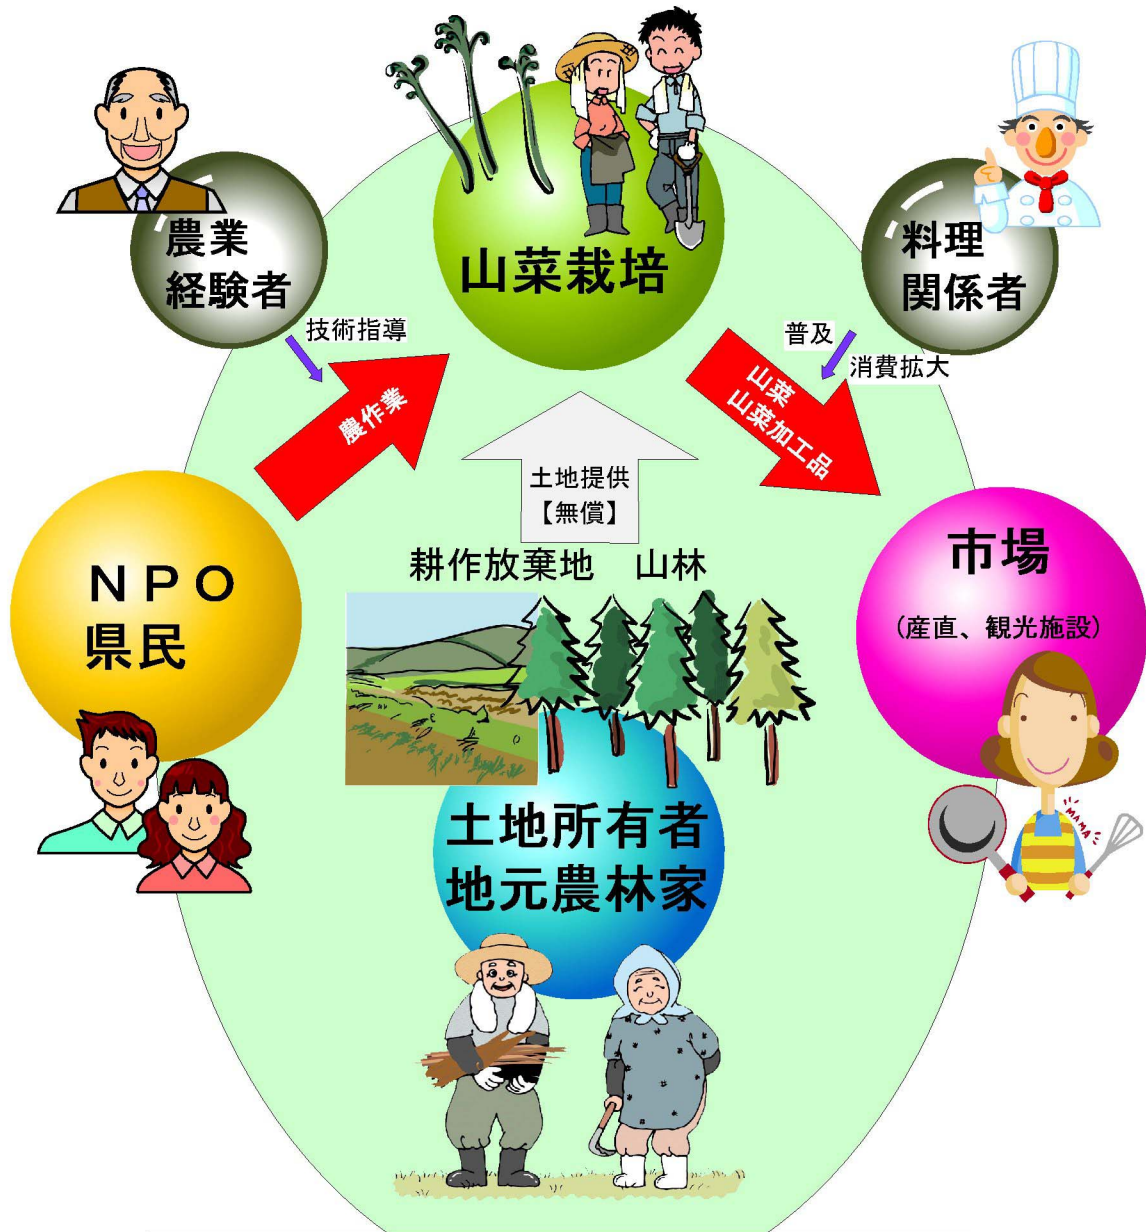 農業
経験者
山菜栽培
料理
関係者
技術指導
普及
消費拡大
農作業
山菜
山菜加工品
土地提供
【無償】
耕作放棄地　山林
ＮＰＯ
県民
市場
(産直、観光施設)
土地所有者
地元農林家
MAMA